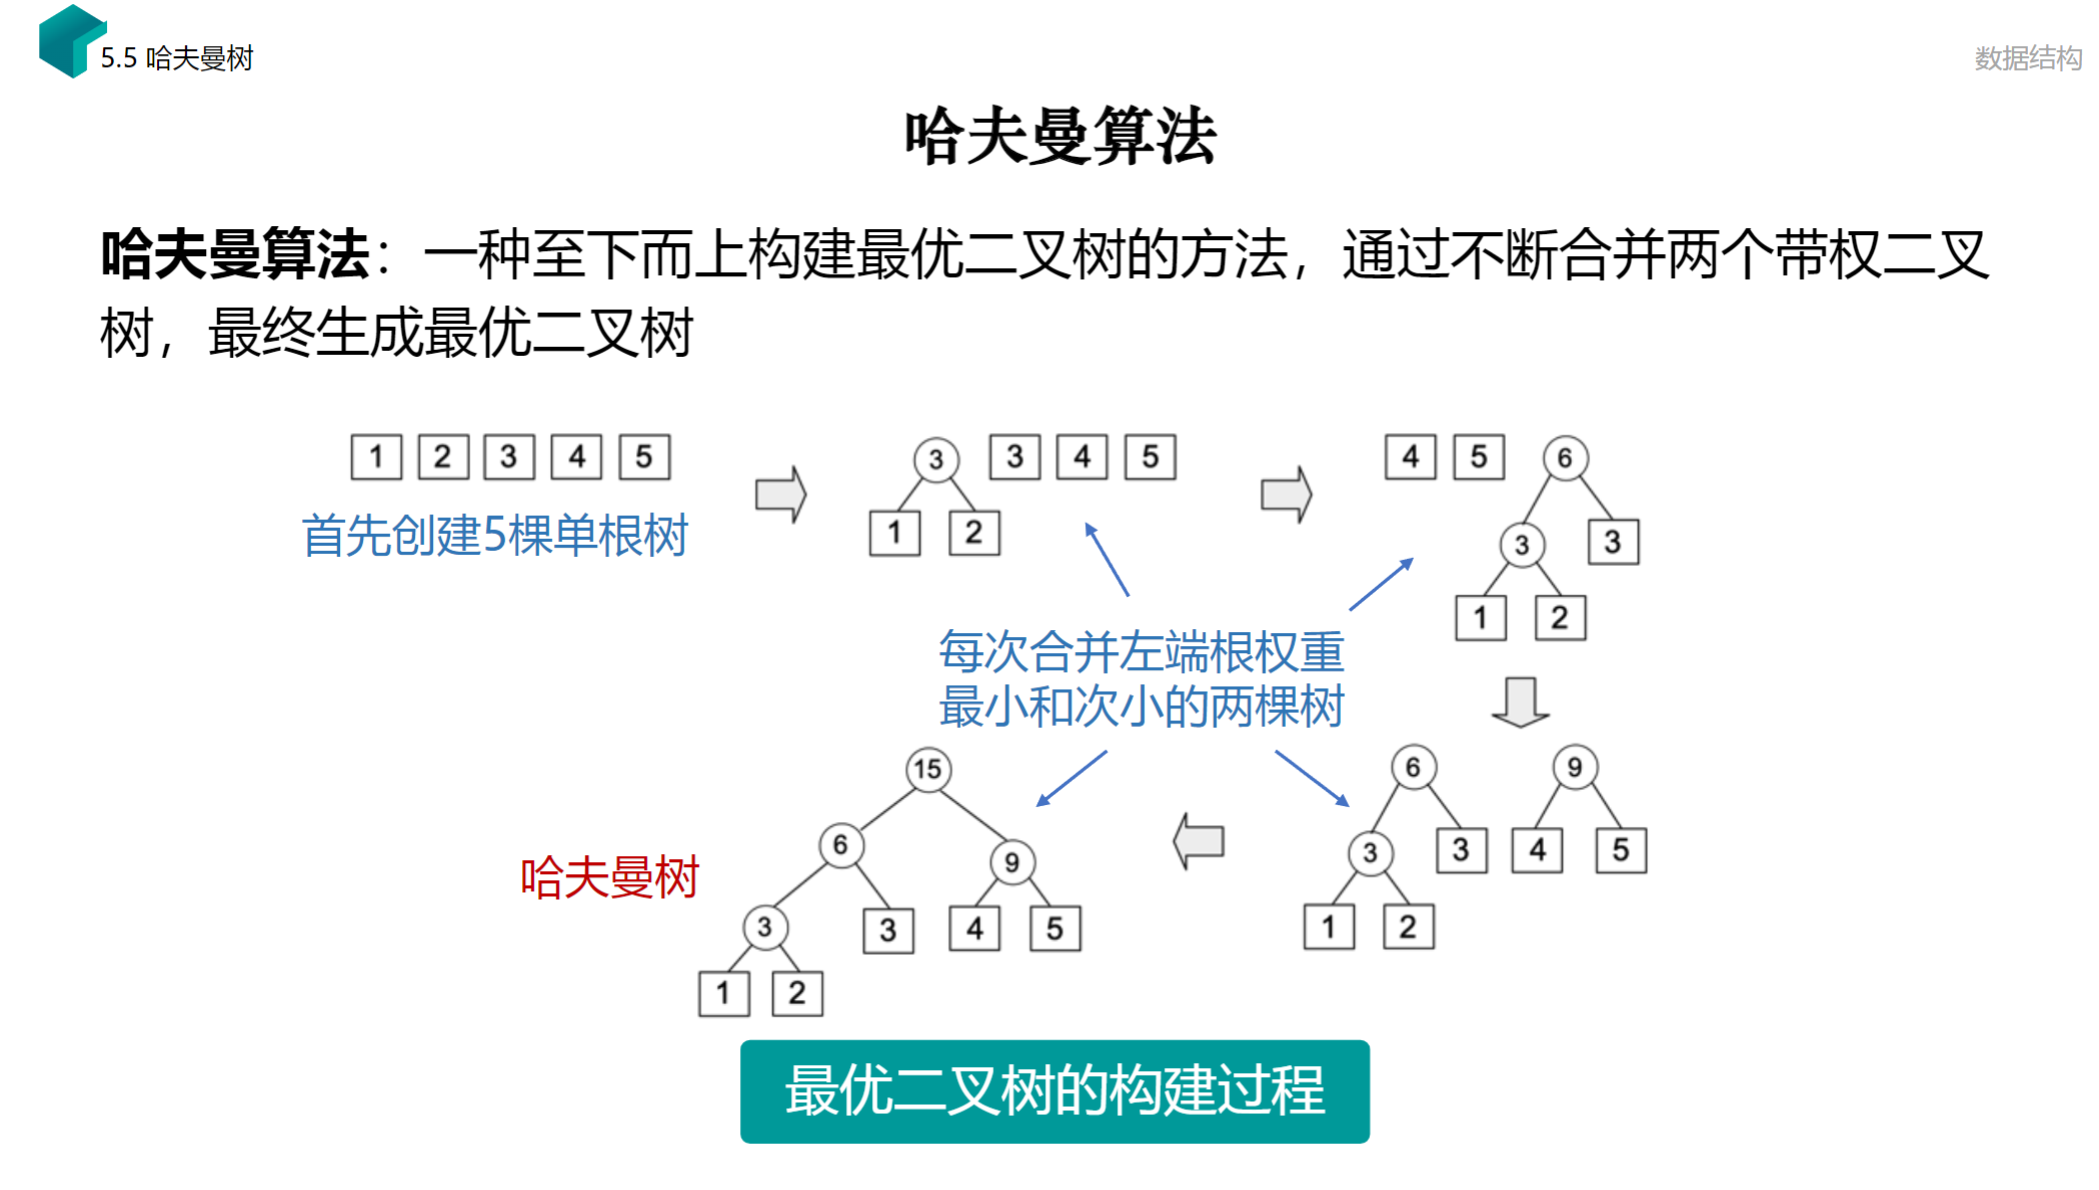 5.5 哈夫曼树
数据结构
哈夫曼算法
哈夫曼算法：一种至下而上构建最优二叉树的方法，通过不断合并两个带权二叉
树，最终生成最优二叉树
1 2 3 4 5
首先创建5棵单根树
3 3 4 5
1 2
4 5 6
3 3
1 2
每次合并左端根权重
最小和次小的两棵树
15
6 9
3 3 4 5
1 2
哈夫曼树
6 9
3 3 4 5
1 2
最优二叉树的构建过程